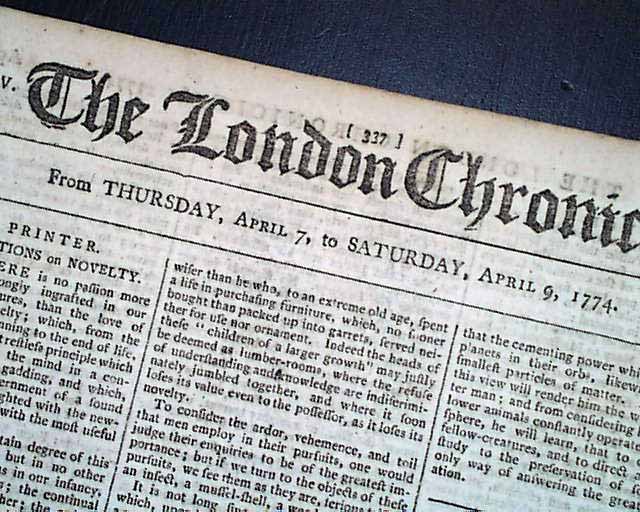 V.
The London Chronic
[ 337 ]
From THURSDAY, APRIL 7, to SATURDAY, APRIL 9, 1774.
PRINTER.
TIONS on NOVELTY.
ERE is no paſſion more
ongly ingrafted in our
ures, than the love of
elty; which, from the
nning to the end of life,
reſtleſs principle which
the mind in a con-
gadding, and which,
ernment of a ſound
ghted with the new-
with the moſt uſeful
tain degree of this
but in no other
s in our infancy,
s; the continual
wiſer than he who, to an extreme old age, ſpent
a life in purchaſing furniture, which, no ſooner
bought than packed up into garrets, ſerved nei-
ther for uſe nor ornament. Indeed the heads of
theſe " children of a larger growth" may juſtly
be deemed as lumber-rooms, where the refuſe
of underſtanding and knowledge are indiſcrimi-
nately jumbled together, and where it ſoon
loſes its value even to the poſſeſſor, as it loſes its
novelty.
To conſider the ardor, vehemence, and toil
that men employ in their purſuits, one would
judge their enquiries to be of the greateſt im-
portance; but if we turn to the objects of theſe
purſuits, we ſee them as they are, ſerious
an inſect, a muſcel-ſhell, a
It is not long ſin
which, upo
that the cementing power whi
planets in their orbs, likew
ſmalleſt particles of matter.
this view will render him the
ter man; and from conſidering
lower animals conſtantly operat
ſphere, he will learn, that to
fellow-creatures, and to direct
ſtudy to the preſervation of
only way of anſwering the grea
ation.